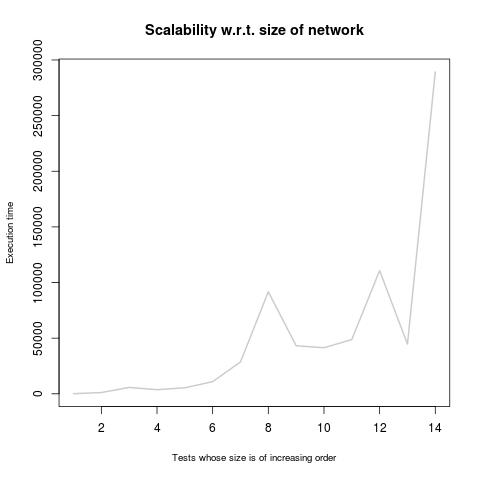 Scalability w.r.t. size of network
300000
250000
200000
150000
100000
50000
0
Execution time
2 4 6 8 10 12 14
Tests whose size is of increasing order